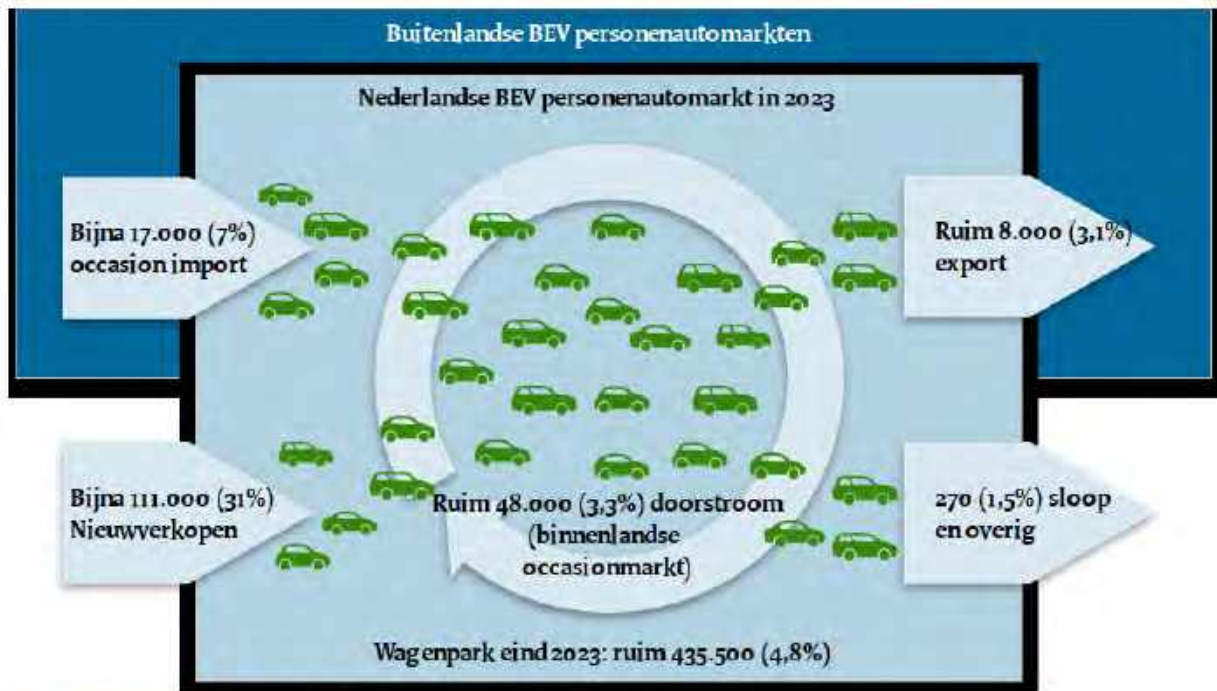 Buitenlandse BEV personenautomarkten
Nederlandse BEV personenautomarkt in 2023
Bijna 17.000 (7%)
occasion import
Ruim 8.000 (3,1%)
export
Bijna 111.000 (31%)
Nieuwverkopen
Ruim 48.000 (3,3%) doorstroom
(binnenlandse
occasionmarkt)
270 (1,5%) sloop
en overig
Wagenpark eind 2023: ruim 435.500 (4,8%)